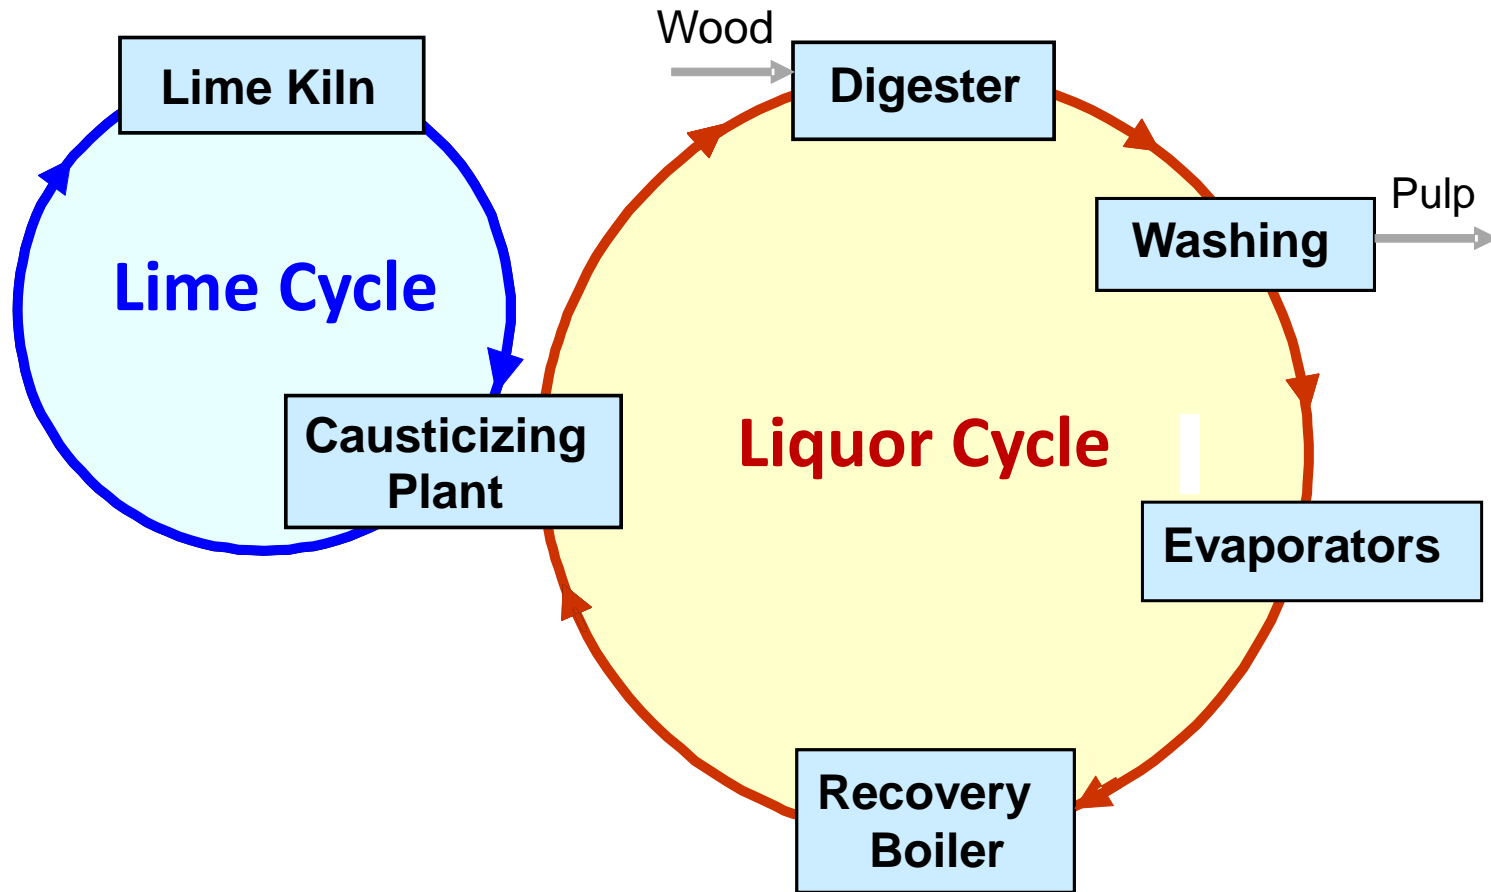 Wood
Lime Kiln
Digester
Pulp
Washing
Lime Cycle
Causticizing
Plant
Liquor Cycle
Evaporators
Recovery
Boiler